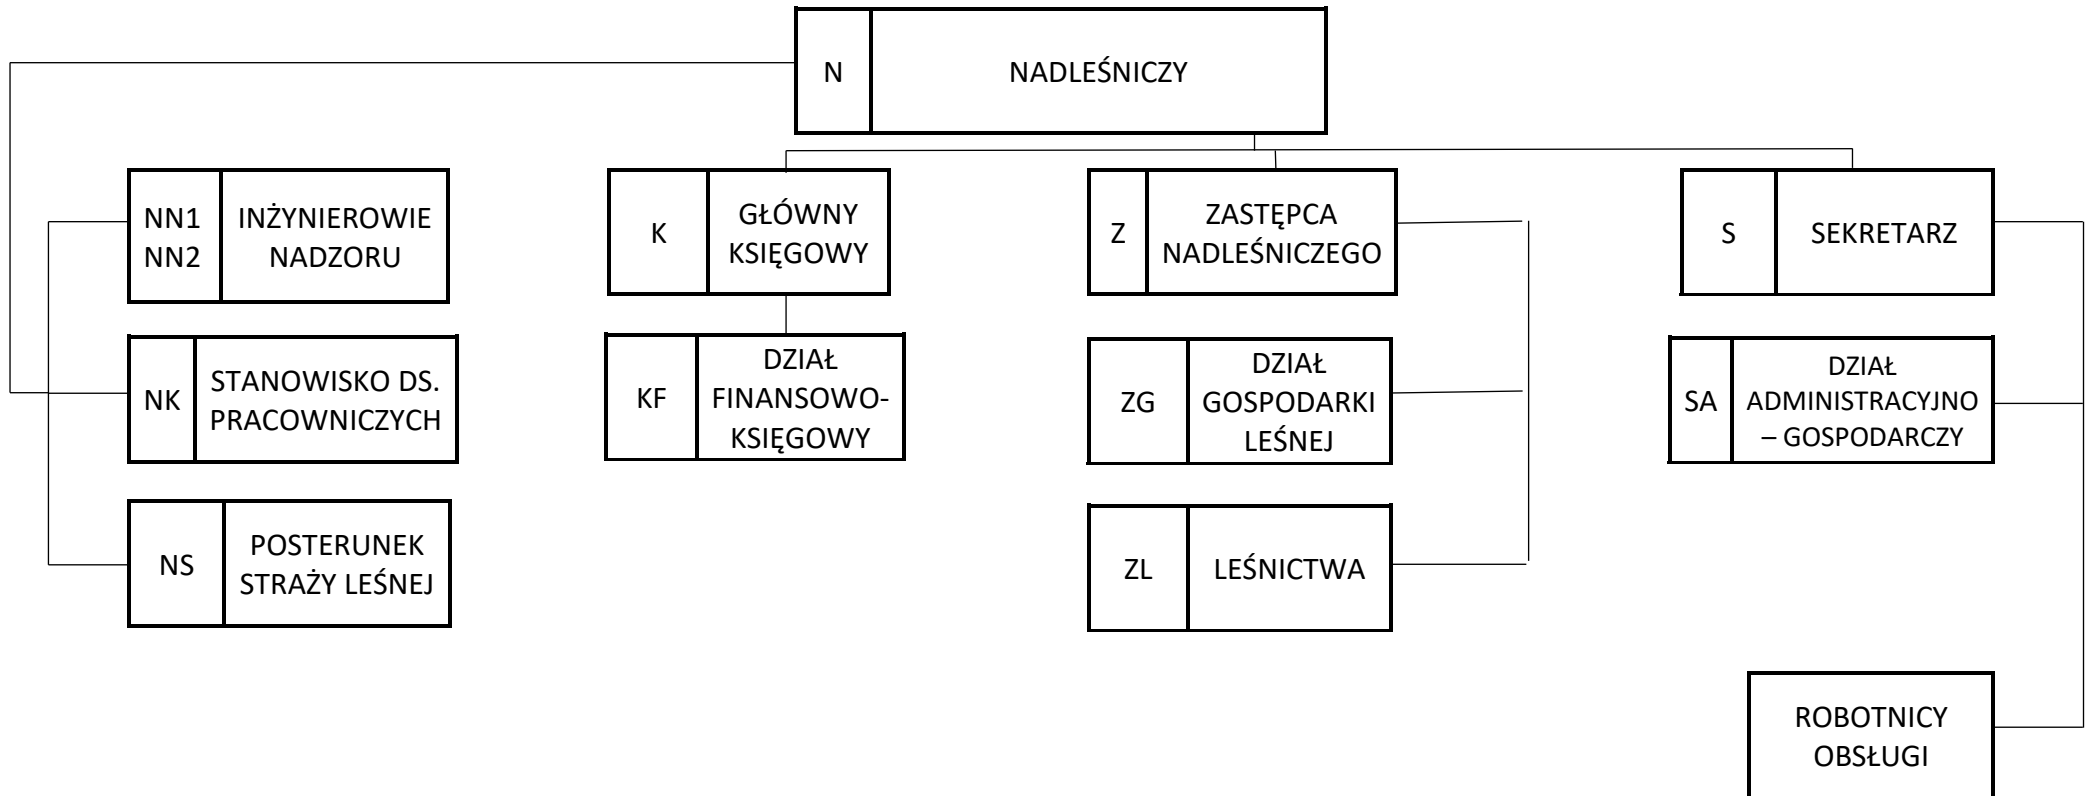 N
NADLEŚNICZY
NN1
NN2
INŻYNIEROWIE
NADZORU
K
GŁÓWNY
KSIĘGOWY
Z
ZASTĘPCA
NADLEŚNICZEGO
S
SEKRETARZ
NK
STANOWISKO DS.
PRACOWNICZYCH
KF
DZIAŁ
FINANSOWO-
KSIĘGOWY
ZG
DZIAŁ
GOSPODARKI
LEŚNEJ
SA
DZIAŁ
ADMINISTRACYJNO
– GOSPODARCZY
NS
POSTERUNEK
STRAŻY LEŚNEJ
ZL
LEŚNICTWA
ROBOTNICY
OBSŁUGI